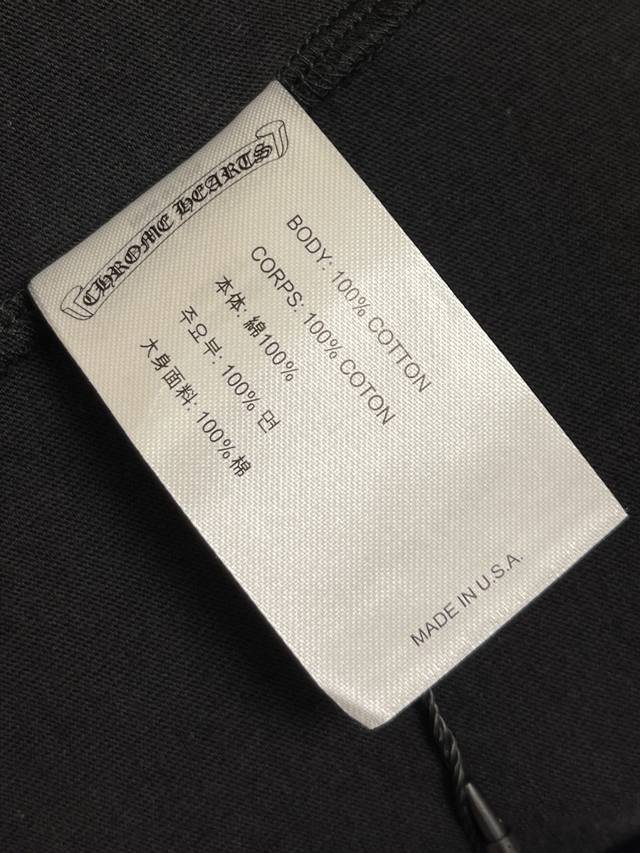 CHROME HEARTS
BODY: 100% COTTON
CORPS: 100% COTON
本体: 綿100%
주요부: 100% 면
大身面料: 100%棉
MADE IN U.S.A.